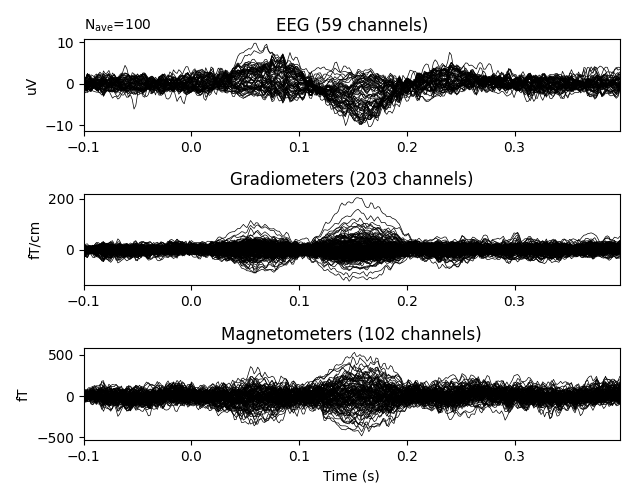 N_ave=100
EEG (59 channels)
10
0
−10
uV
−0.1 0.0 0.1 0.2 0.3
Gradiometers (203 channels)
200
0
fT/cm
−0.1 0.0 0.1 0.2 0.3
Magnetometers (102 channels)
500
0
−500
fT
−0.1 0.0 0.1 0.2 0.3
Time (s)